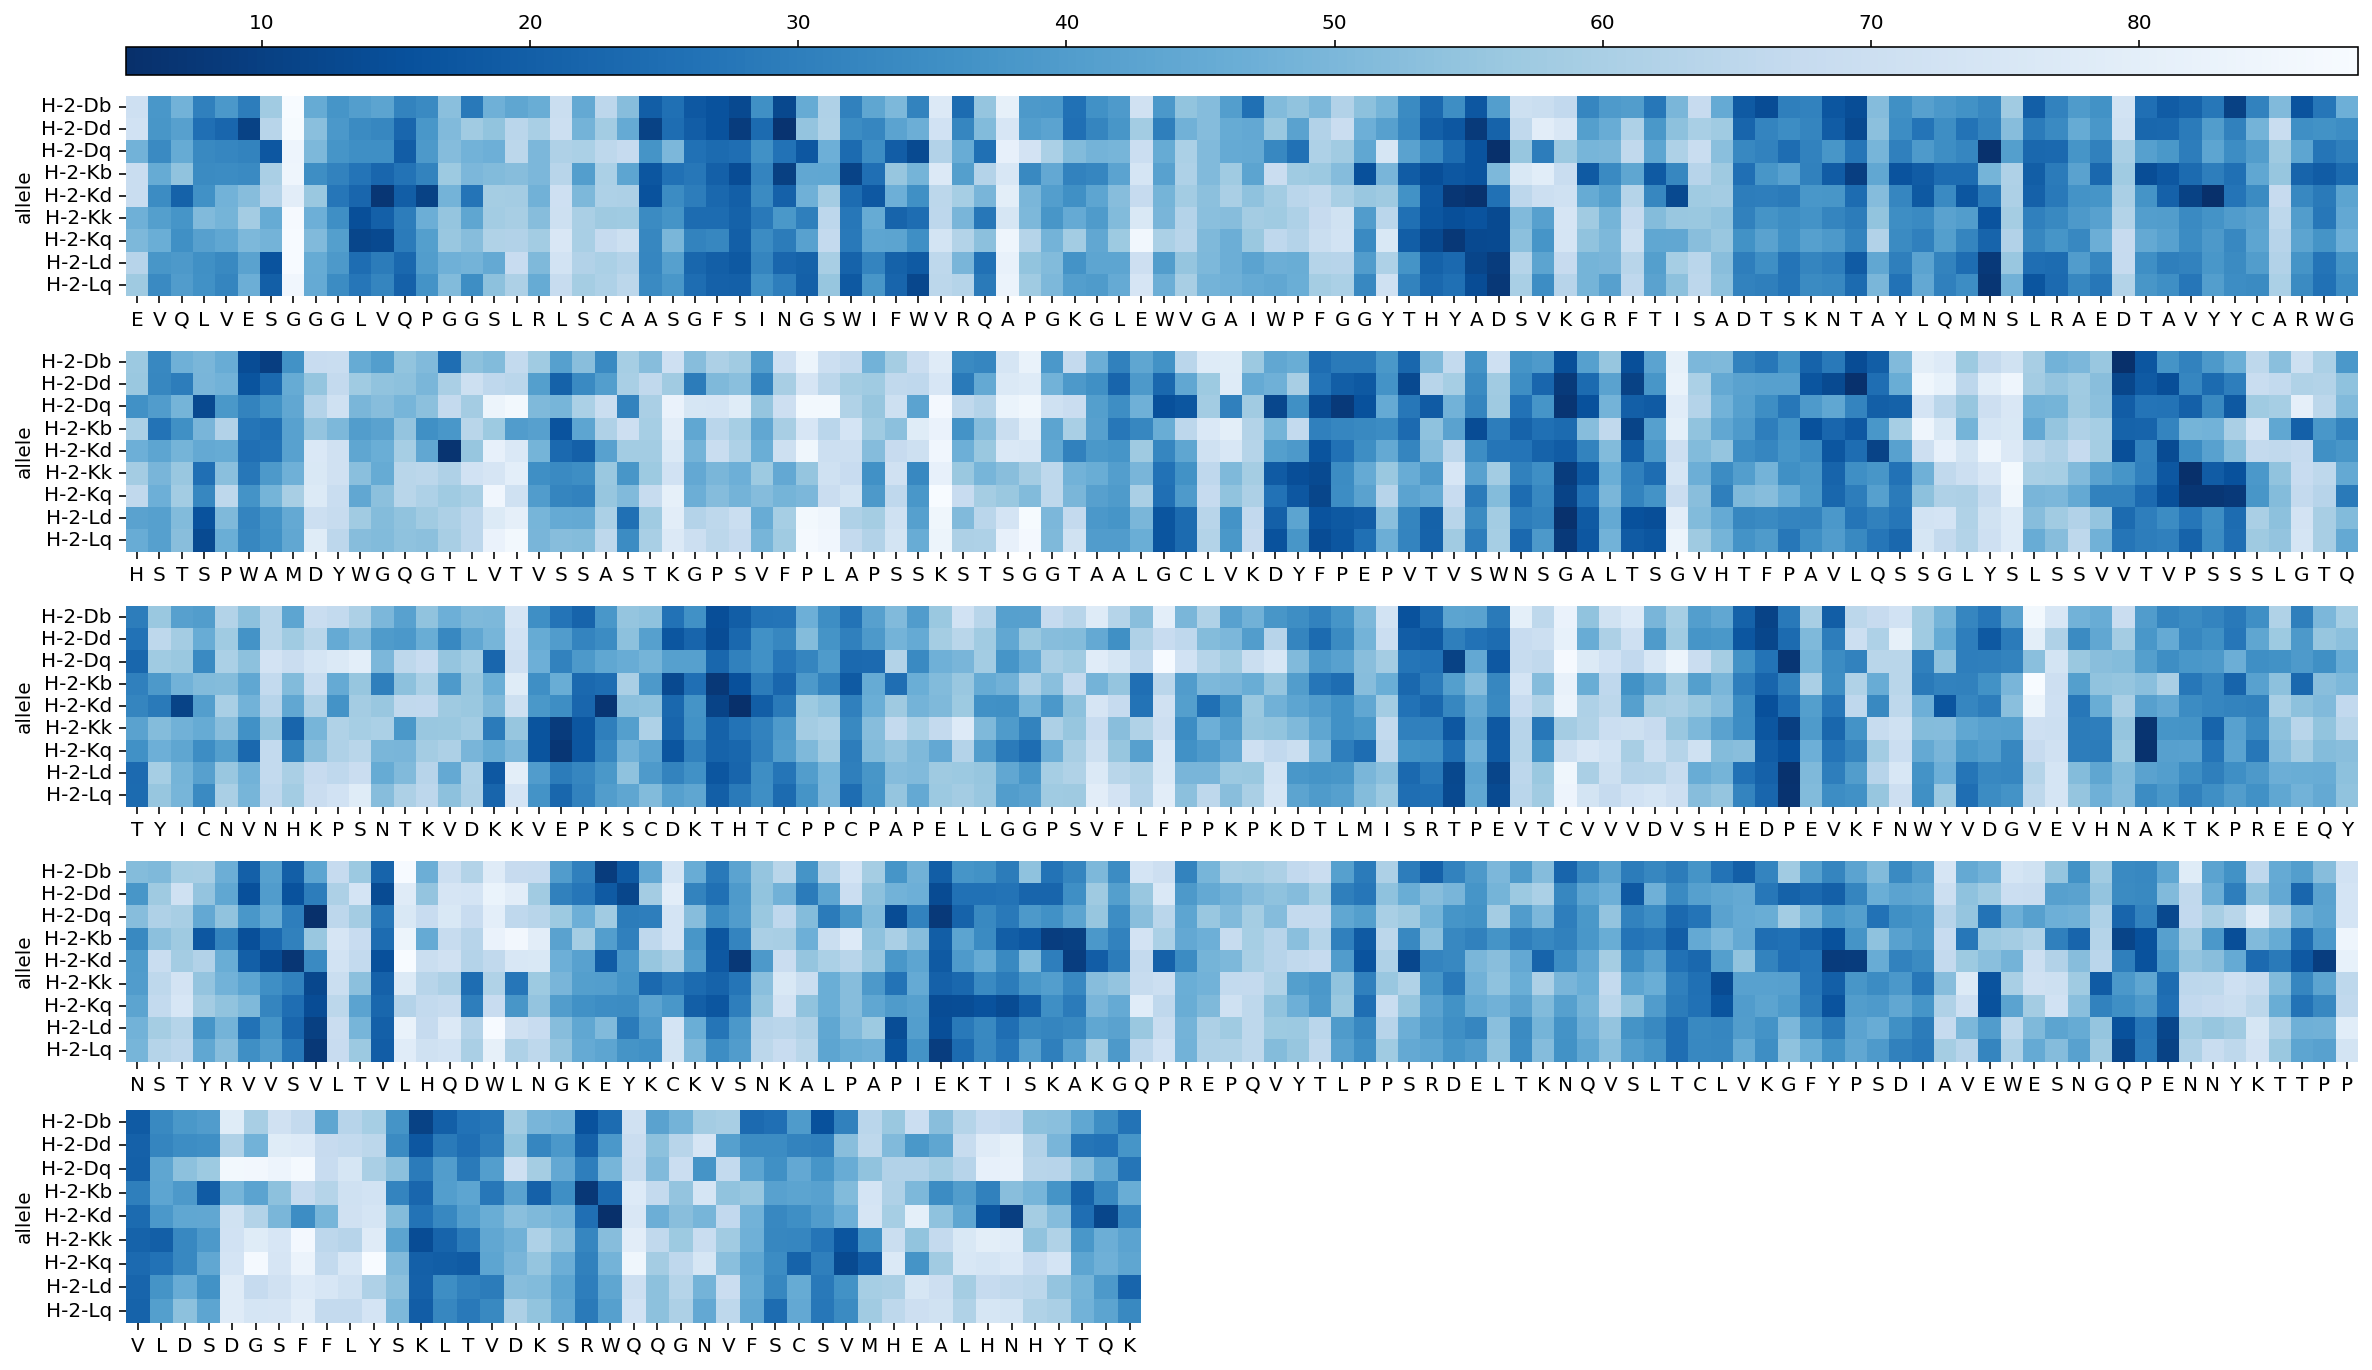 10 20 30 40 50 60 70 80
H-2-Db
H-2-Dd
H-2-Dq
H-2-Kb
allele
H-2-Kd
H-2-Kk
H-2-Kq
H-2-Ld
H-2-Lq
E V Q L V E S G G G L V Q P G G S L R L S C A A S G F S I N G S W I F W V R Q A P G K G L E W V G A I W P F G G Y T H Y A D S V K G R F T I S A D T S K N T A Y L Q M N S L R A E D T A V Y Y C A R W G
H-2-Db
H-2-Dd
H-2-Dq
H-2-Kb
allele
H-2-Kd
H-2-Kk
H-2-Kq
H-2-Ld
H-2-Lq
H S T S P W A M D Y W G Q G T L V T V S S A S T K G P S V F P L A P S S K S T S G G T A A L G C L V K D Y F P E P V T V S W N S G A L T S G V H T F P A V L Q S S G L Y S L S S V V T V P S S S L G T Q
H-2-Db
H-2-Dd
H-2-Dq
H-2-Kb
allele
H-2-Kd
H-2-Kk
H-2-Kq
H-2-Ld
H-2-Lq
T Y I C N V N H K P S N T K V D K K V E P K S C D K T H T C P P C P A P E L L G G P S V F L F P P K P K D T L M I S R T P E V T C V V V D V S H E D P E V K F N W Y V D G V E V H N A K T K P R E E Q Y
H-2-Db
H-2-Dd
H-2-Dq
H-2-Kb
allele
H-2-Kd
H-2-Kk
H-2-Kq
H-2-Ld
H-2-Lq
N S T Y R V V S V L T V L H Q D W L N G K E Y K C K V S N K A L P A P I E K T I S K A K G Q P R E P Q V Y T L P P S R D E L T K N Q V S L T C L V K G F Y P S D I A V E W E S N G Q P E N N Y K T T P P
H-2-Db
H-2-Dd
H-2-Dq
H-2-Kb
allele
H-2-Kd
H-2-Kk
H-2-Kq
H-2-Ld
H-2-Lq
V L D S D G S F F L Y S K L T V D K S R W Q Q G N V F S C S V M H E A L H N H Y T Q K